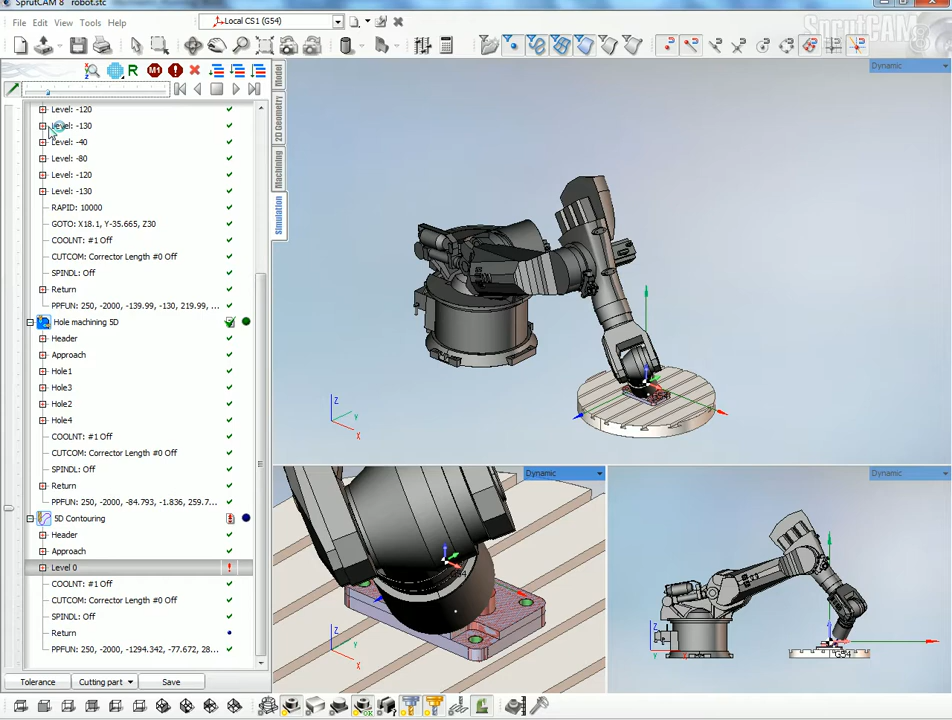 SprutCAM 8 robot.stc
File Edit View Tasks Help
Local CS1 (G54)
SprutCAM
R
M1
Level: -120
Level: -130
Level: -40
Level: -80
Level: -120
Level: -130
RAPID: 10000
GOTO: X18.1, Y-35.665, Z30
COOLNT: #1 Off
CUTCOM: Corrector Length #0 Off
SPINDL: Off
Return
PPFUN: 250, -2000, -139.99, -130, 219.99, ...
Hole machining 5D
Header
Approach
Hole1
Hole3
Hole2
Hole4
COOLNT: #1 Off
CUTCOM: Corrector Length #0 Off
SPINDL: Off
Return
PPFUN: 250, -2000, -84.793, -1.836, 259.7...
5D Contouring
Header
Approach
Level 0
COOLNT: #1 Off
CUTCOM: Corrector Length #0 Off
SPINDL: Off
Return
PPFUN: 250, -2000, -1294.342, -77.672, 28...
Tolerance Cutting part Save
Model
2D Geometry
Machining
Simulation
Dynamic
Z
Y
X
Dynamic
G54
Z
Y
X
Dynamic
G54
Z
Y
X